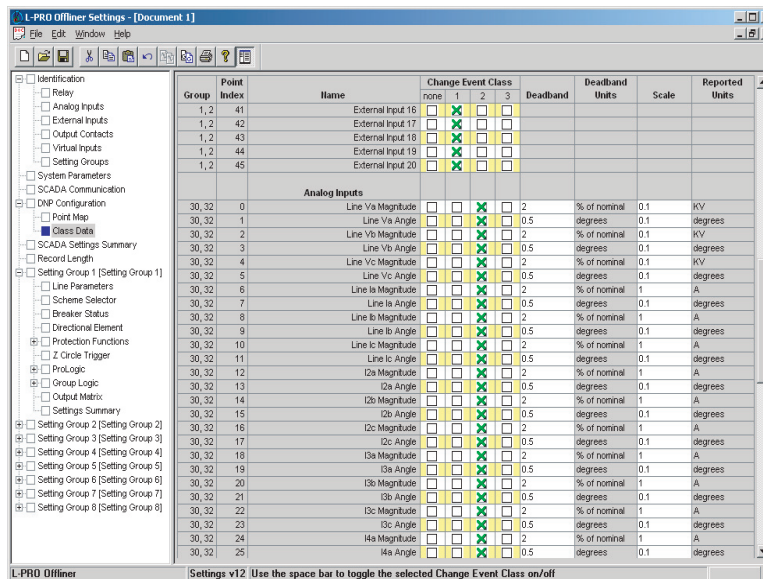 L-PRO Offliner Settings - [Document 1]
File Edit Window Help
Identification
Relay
Analog Inputs
External Inputs
Output Contacts
Virtual Inputs
Setting Groups
System Parameters
SCADA Communication
DNP Configuration
Point Map
Class Data
SCADA Settings Summary
Record Length
Setting Group 1 [Setting Group 1]
Line Parameters
Scheme Selector
Breaker Status
Directional Element
Protection Functions
Z Circle Trigger
ProLogic
Group Logic
Output Matrix
Settings Summary
Setting Group 2 [Setting Group 2]
Setting Group 3 [Setting Group 3]
Setting Group 4 [Setting Group 4]
Setting Group 5 [Setting Group 5]
Setting Group 6 [Setting Group 6]
Setting Group 7 [Setting Group 7]
Setting Group 8 [Setting Group 8]
Point Change Event Class Deadband Reported
Group Index Name none 1 2 3 Deadband Units Scale Units
1, 2 41 External Input 16
1, 2 42 External Input 17
1, 2 43 External Input 18
1, 2 44 External Input 19
1, 2 45 External Input 20
Analog Inputs
30, 32 0 Line Va Magnitude 2 % of nominal 0.1 KV
30, 32 1 Line Va Angle 0.5 degrees 0.1 degrees
30, 32 2 Line Vb Magnitude 2 % of nominal 0.1 KV
30, 32 3 Line Vb Angle 0.5 degrees 0.1 degrees
30, 32 4 Line Vc Magnitude 2 % of nominal 0.1 KV
30, 32 5 Line Vc Angle 0.5 degrees 0.1 degrees
30, 32 6 Line Ia Magnitude 2 % of nominal 1 A
30, 32 7 Line Ia Angle 0.5 degrees 0.1 degrees
30, 32 8 Line Ib Magnitude 2 % of nominal 1 A
30, 32 9 Line Ib Angle 0.5 degrees 0.1 degrees
30, 32 10 Line Ic Magnitude 2 % of nominal 1 A
30, 32 11 Line Ic Angle 0.5 degrees 0.1 degrees
30, 32 12 I2a Magnitude 2 % of nominal 1 A
30, 32 13 I2a Angle 0.5 degrees 0.1 degrees
30, 32 14 I2b Magnitude 2 % of nominal 1 A
30, 32 15 I2b Angle 0.5 degrees 0.1 degrees
30, 32 16 I2c Magnitude 2 % of nominal 1 A
30, 32 17 I2c Angle 0.5 degrees 0.1 degrees
30, 32 18 I3a Magnitude 2 % of nominal 1 A
30, 32 19 I3a Angle 0.5 degrees 0.1 degrees
30, 32 20 I3b Magnitude 2 % of nominal 1 A
30, 32 21 I3b Angle 0.5 degrees 0.1 degrees
30, 32 22 I3c Magnitude 2 % of nominal 1 A
30, 32 23 I3c Angle 0.5 degrees 0.1 degrees
30, 32 24 I4a Magnitude 2 % of nominal 1 A
30, 32 25 I4a Angle 0.5 degrees 0.1 degrees
L-PRO Offliner Settings v12 Use the space bar to toggle the selected Change Event Class on/off